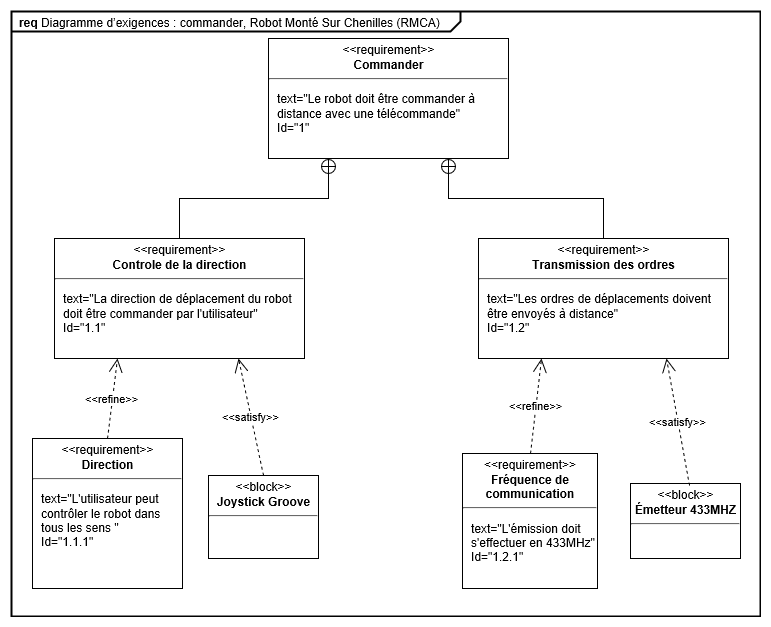 req Diagramme d'exigences : commander, Robot Monté Sur Chenilles (RMCA)
<<requirement>>
Commander
text="Le robot doit être commander à
distance avec une télécommande"
Id="1"
<<requirement>>
Controle de la direction
text="La direction de déplacement du robot
doit être commander par l'utilisateur"
Id="1.1"
<<requirement>>
Transmission des ordres
text="Les ordres de déplacements doivent
être envoyés à distance"
Id="1.2"
<<refine>>
<<satisfy>>
<<refine>>
<<satisfy>>
<<requirement>>
Direction
text="L'utilisateur peut
contrôler le robot dans
tous les sens "
Id="1.1.1"
<<block>>
Joystick Groove
<<requirement>>
Fréquence de
communication
text="L'émission doit
s'effectuer en 433MHz"
Id="1.2.1"
<<block>>
Émetteur 433MHZ